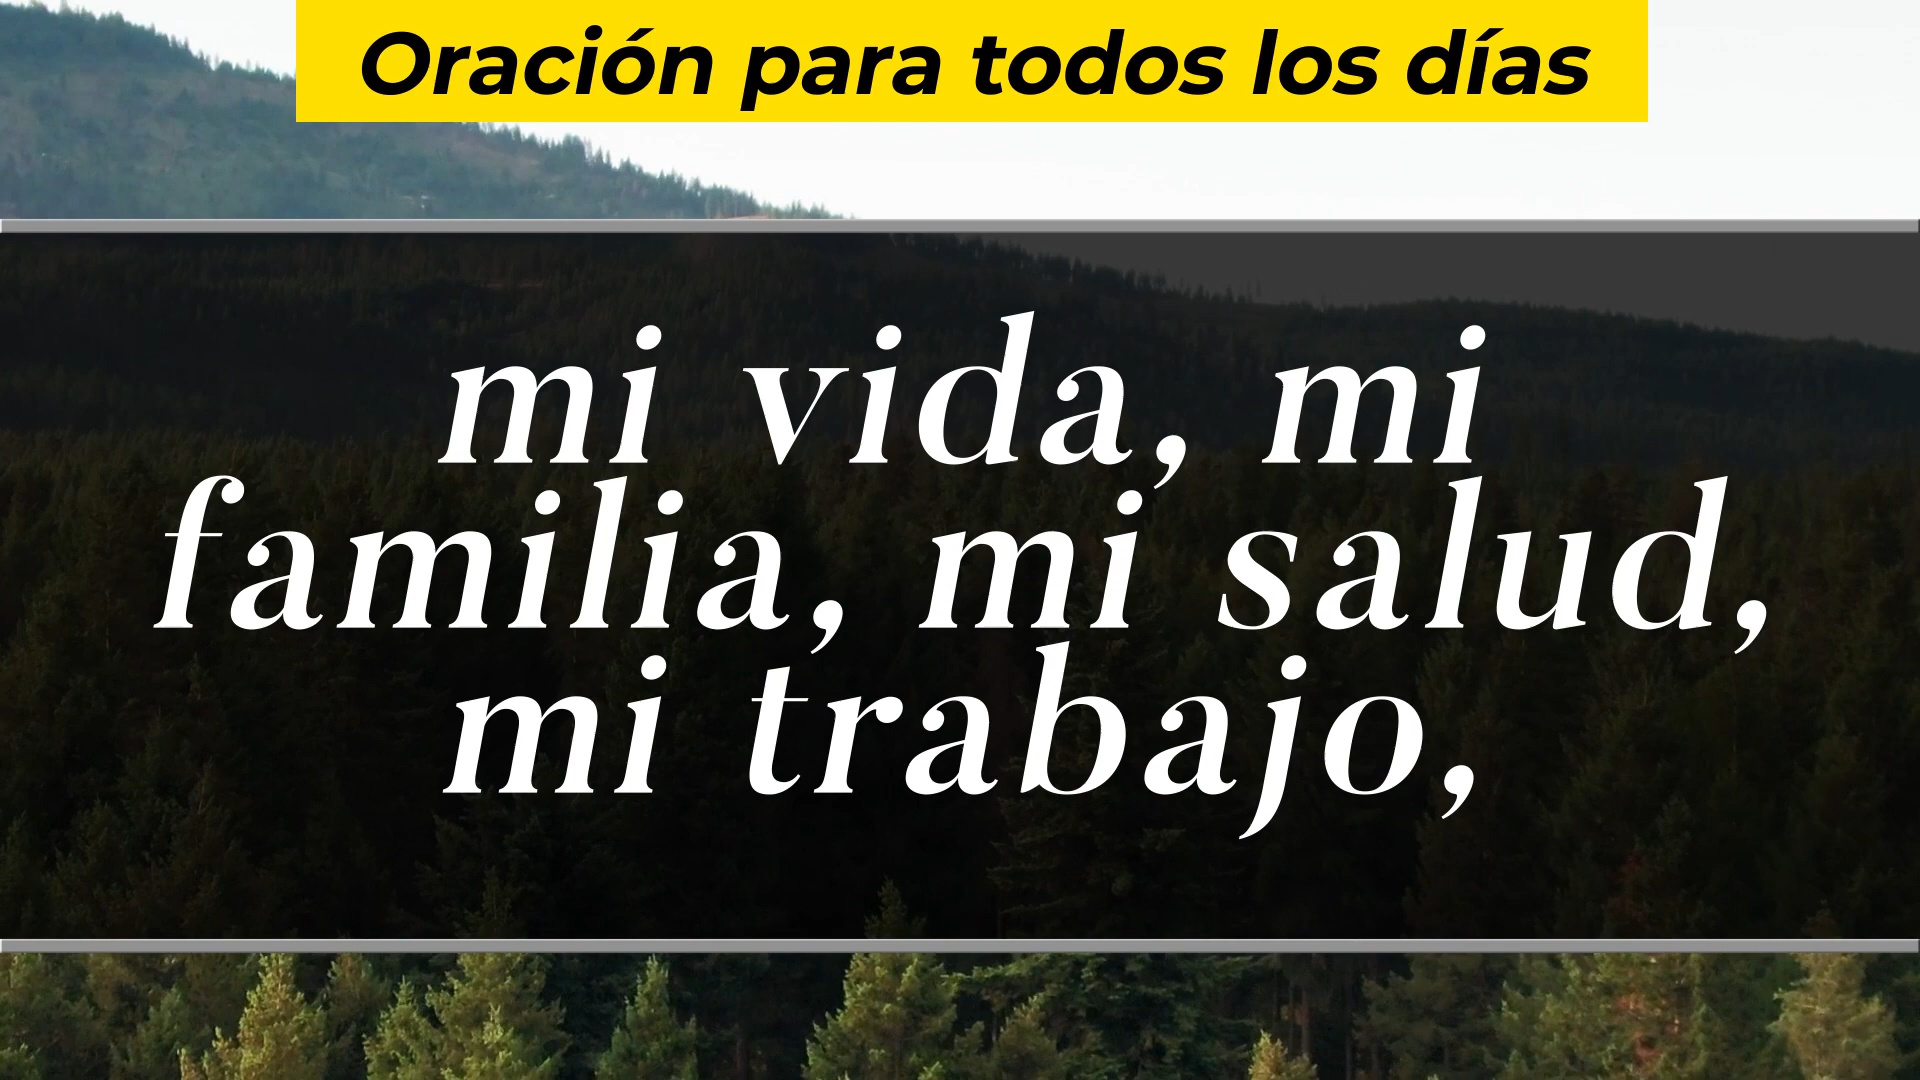 Oración para todos los días
mi vida, mi
familia, mi salud,
mi trabajo,